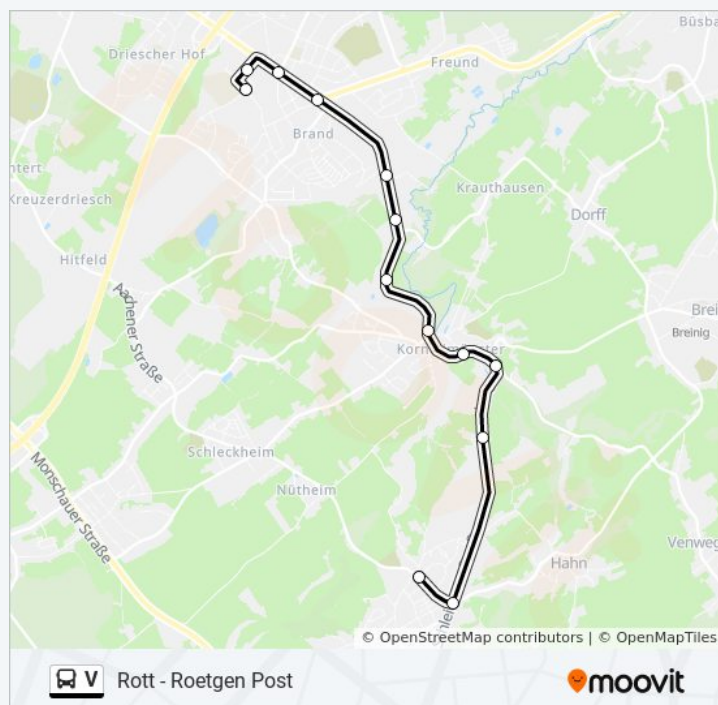 Büsba
Driescher Hof
Freund
Brand
ntert
Kreuzerdriesch
Krauthausen
Dorff
Hitfeld
Aachener Straße
Brei
Breinig
Schleckheim
Monschauer Straße
Nütheim
Venweg
Hahn
© OpenStreetMap contributors | © OpenMapTiles
V Rott - Roetgen Post
moovit